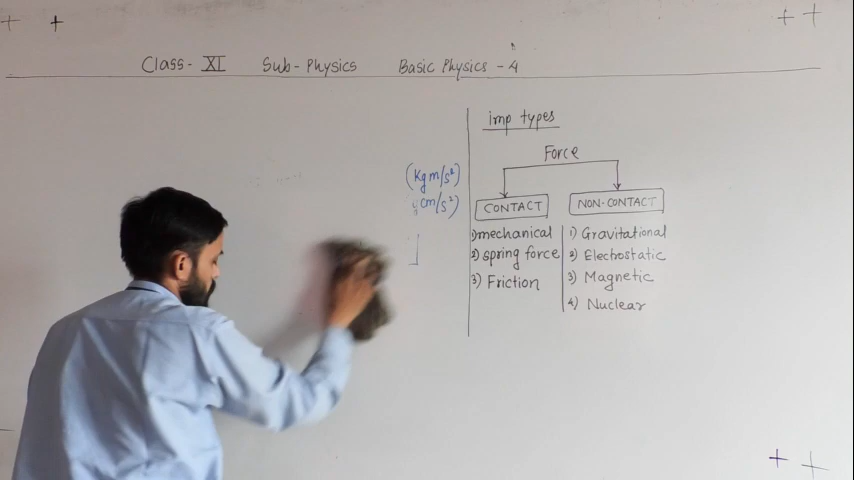 Class - XI Sub - Physics Basic Physics - 4
imp types
Force
(Kgm/s²)
cm/s²)
CONTACT
1) mechanical
2) spring force
3) Friction
NON-CONTACT
1) Gravitational
2) Electrostatic
3) Magnetic
4) Nuclear